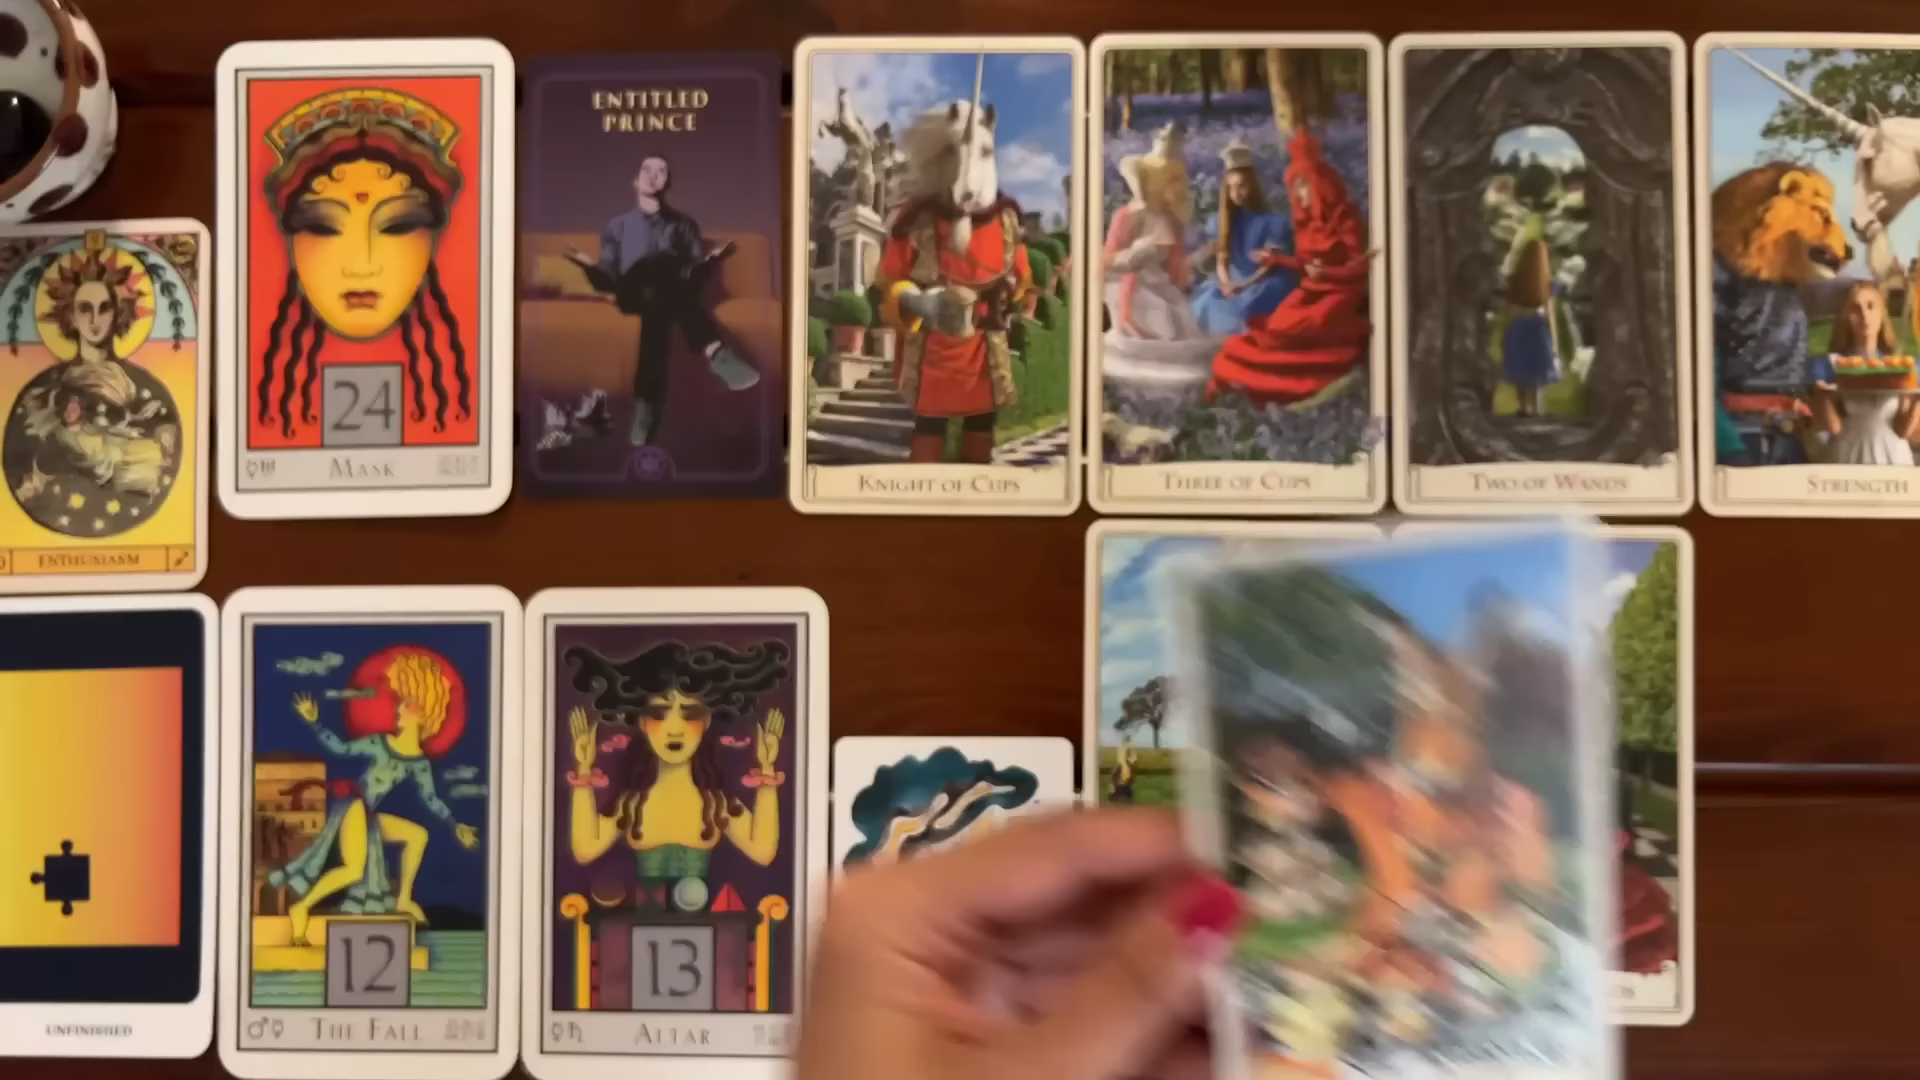 ENTITLED
PRINCE
24
MASK
KNIGHT OF CUPS
THREE OF CUPS
TWO OF WANDS
STRENGTH
ENTHUSIASM
12
13
UNFINISHED
THE FALL
ALTAR